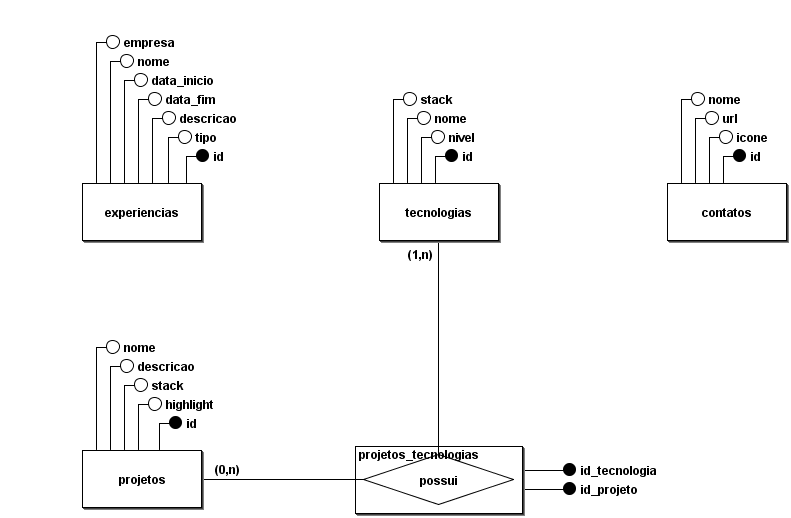 empresa
nome
data_inicio
data_fim
descricao
tipo
id
experiencias
stack
nome
nivel
id
tecnologias
(1,n)
nome
url
icone
id
contatos
nome
descricao
stack
highlight
id
projetos
(0,n)
projetos_tecnologias
possui
id_tecnologia
id_projeto